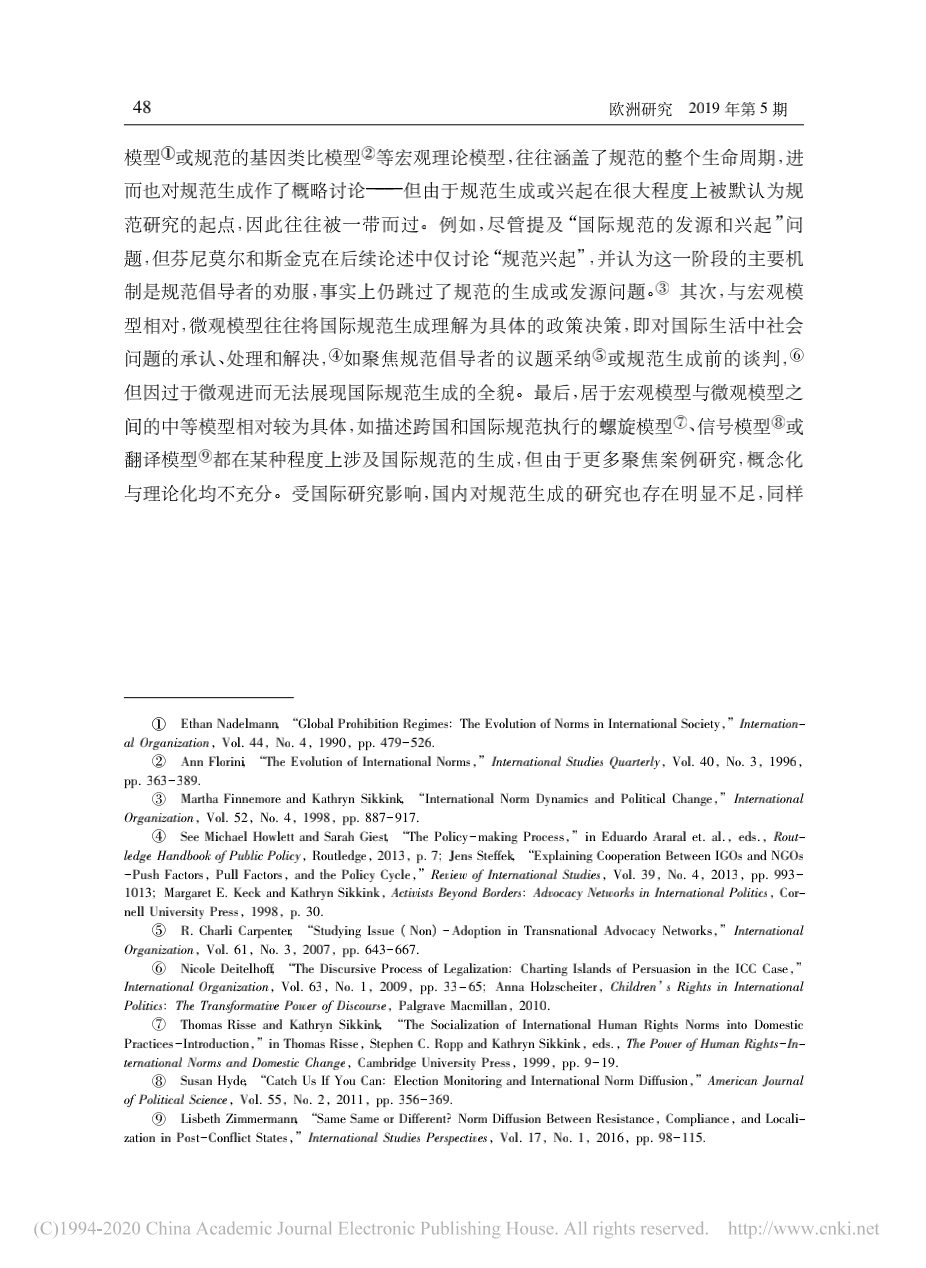 48
欧洲研究 2019 年第 5 期
模型①或规范的基因类比模型②等宏观理论模型,往往涵盖了规范的整个生命周期,进
而也对规范生成作了概略讨论——但由于规范生成或兴起在很大程度上被默认为规
范研究的起点,因此往往被一带而过。例如,尽管提及“国际规范的发源和兴起”问
题,但芬尼莫尔和斯金克在后续论述中仅讨论“规范兴起”,并认为这一阶段的主要机
制是规范倡导者的劝服,事实上仍跳过了规范的生成或发源问题。③ 其次,与宏观模
型相对,微观模型往往将国际规范生成理解为具体的政策决策,即对国际生活中社会
问题的承认、处理和解决,④如聚焦规范倡导者的议题采纳⑤或规范生成前的谈判,⑥
但因过于微观进而无法展现国际规范生成的全貌。最后,居于宏观模型与微观模型之
间的中等模型相对较为具体,如描述跨国和国际规范执行的螺旋模型⑦、信号模型⑧或
翻译模型⑨都在某种程度上涉及国际规范的生成,但由于更多聚焦案例研究,概念化
与理论化均不充分。受国际研究影响,国内对规范生成的研究也存在明显不足,同样
① Ethan Nadelmann, “Global Prohibition Regimes: The Evolution of Norms in International Society,” Internation-
al Organization, Vol. 44, No. 4, 1990, pp. 479-526.
② Ann Florini, “The Evolution of International Norms,” International Studies Quarterly, Vol. 40, No. 3, 1996,
pp. 363-389.
③ Martha Finnemore and Kathryn Sikkink, “International Norm Dynamics and Political Change,” International
Organization, Vol. 52, No. 4, 1998, pp. 887-917.
④ See Michael Howlett and Sarah Giest, “The Policy-making Process,” in Eduardo Araral et. al., eds., Rout-
ledge Handbook of Public Policy, Routledge, 2013, p. 7; Jens Steffek, “Explaining Cooperation Between IGOs and NGOs
-Push Factors, Pull Factors, and the Policy Cycle,” Review of International Studies, Vol. 39, No. 4, 2013, pp. 993-
1013; Margaret E. Keck and Kathryn Sikkink, Activists Beyond Borders: Advocacy Networks in International Politics, Cor-
nell University Press, 1998, p. 30.
⑤ R. Charli Carpenter, “Studying Issue (Non)-Adoption in Transnational Advocacy Networks,” International
Organization, Vol. 61, No. 3, 2007, pp. 643-667.
⑥ Nicole Deitelhoff, “The Discursive Process of Legalization: Charting Islands of Persuasion in the ICC Case,”
International Organization, Vol. 63, No. 1, 2009, pp. 33-65; Anna Holzscheiter, Children’s Rights in International
Politics: The Transformative Power of Discourse, Palgrave Macmillan, 2010.
⑦ Thomas Risse and Kathryn Sikkink, “The Socialization of International Human Rights Norms into Domestic
Practices-Introduction,” in Thomas Risse, Stephen C. Ropp and Kathryn Sikkink, eds., The Power of Human Rights-In-
ternational Norms and Domestic Change, Cambridge University Press, 1999, pp. 9-19.
⑧ Susan Hyde, “Catch Us If You Can: Election Monitoring and International Norm Diffusion,” American Journal
of Political Science, Vol. 55, No. 2, 2011, pp. 356-369.
⑨ Lisbeth Zimmermann, “Same Same or Different? Norm Diffusion Between Resistance, Compliance, and Locali-
zation in Post-Conflict States,” International Studies Perspectives, Vol. 17, No. 1, 2016, pp. 98-115.
(C)1994-2020 China Academic Journal Electronic Publishing House. All rights reserved. http://www.cnki.net